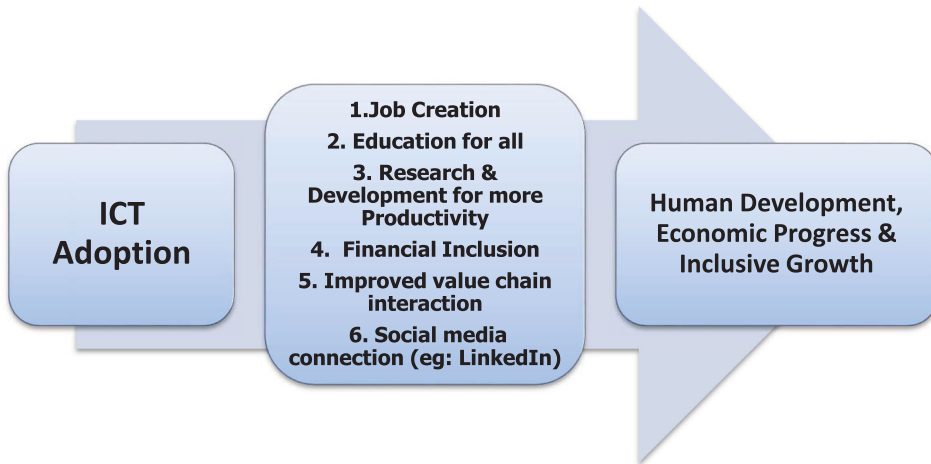 ICT
Adoption
1.Job Creation
2. Education for all
3. Research &
Development for more
Productivity
4. Financial Inclusion
5. Improved value chain
interaction
6. Social media
connection (eg: LinkedIn)
Human Development,
Economic Progress &
Inclusive Growth